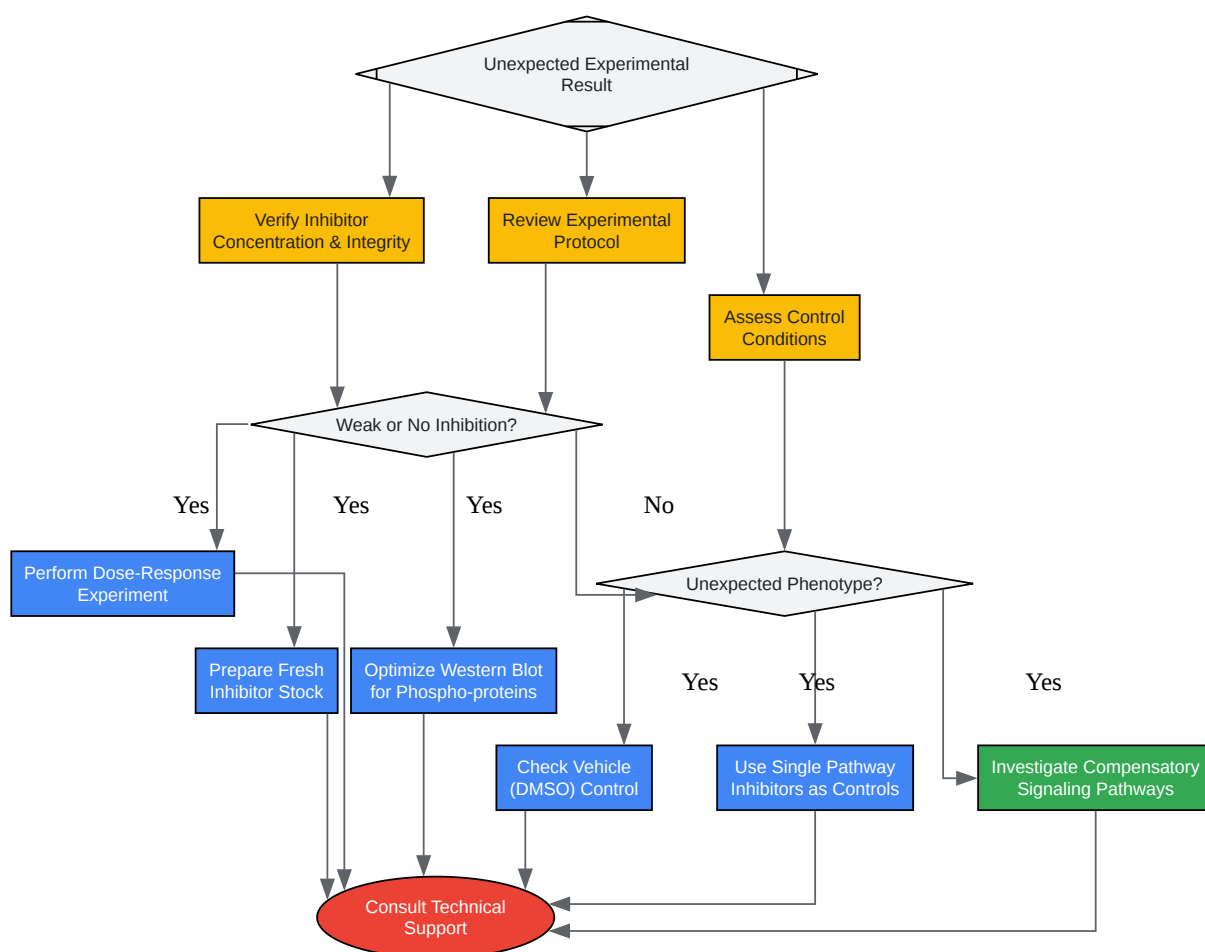 Unexpected Experimental
Result
Verify Inhibitor
Concentration & Integrity
Review Experimental
Protocol
Assess Control
Conditions
Weak or No Inhibition?
Yes
Yes
Yes
No
Perform Dose-Response
Experiment
Unexpected Phenotype?
Prepare Fresh
Inhibitor Stock
Optimize Western Blot
for Phospho-proteins
Yes
Yes
Yes
Check Vehicle
(DMSO) Control
Use Single Pathway
Inhibitors as Controls
Investigate Compensatory
Signaling Pathways
Consult Technical
Support